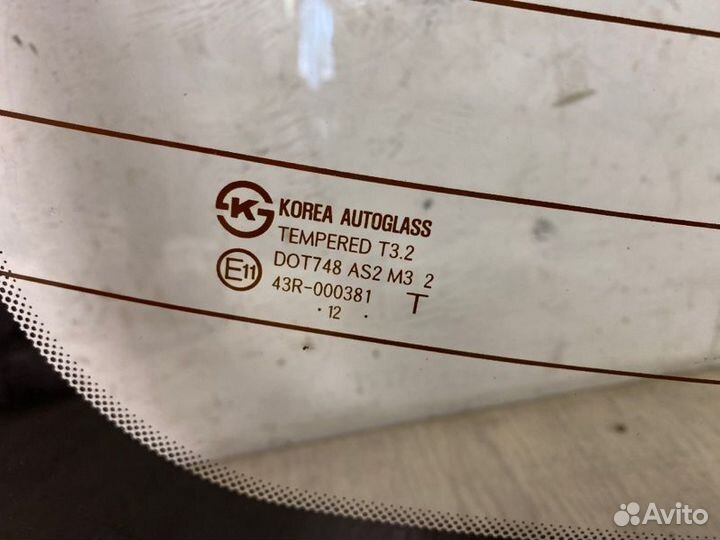 K KOREA AUTOGLASS
TEMPERED T3.2
E11 DOT748 AS2 M3 2
43R-000381 T
· 12 ·
Avito